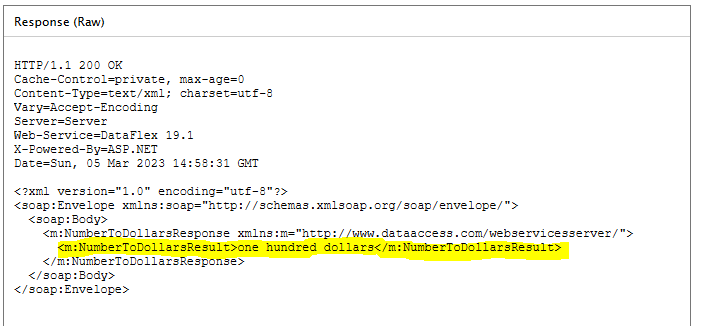 Response (Raw)
HTTP/1.1 200 OK
Cache-Control=private, max-age=0
Content-Type=text/xml; charset=utf-8
Vary=Accept-Encoding
Server=Server
Web-Service=DataFlex 19.1
X-Powered-By=ASP.NET
Date=Sun, 05 Mar 2023 14:58:31 GMT
<?xml version="1.0" encoding="utf-8"?>
<soap:Envelope xmlns:soap="http://schemas.xmlsoap.org/soap/envelope/">
<soap:Body>
<m:NumberToDollarsResponse xmlns:m="http://www.dataaccess.com/webservicesserver/">
<m:NumberToDollarsResult>one hundred dollars</m:NumberToDollarsResult>
</m:NumberToDollarsResponse>
</soap:Body>
</soap:Envelope>